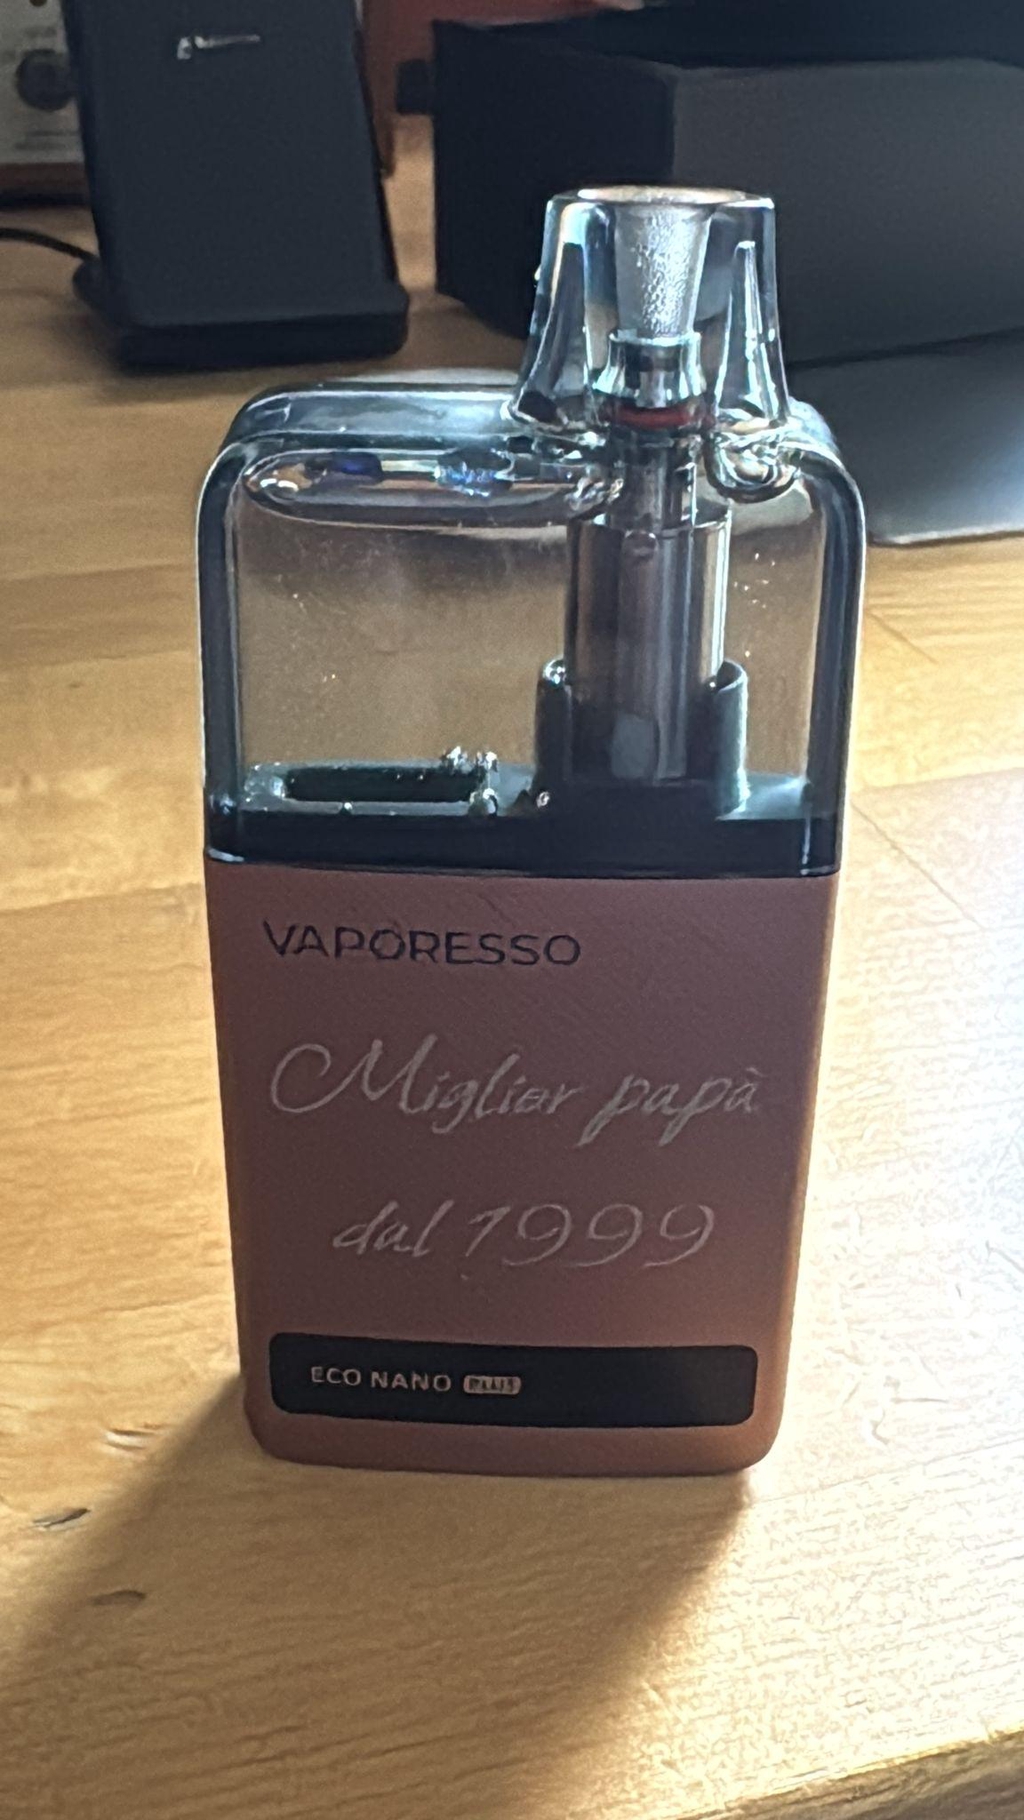 VAPORESSO
Miglior papà
dal 1999
ECO NANO PLUS